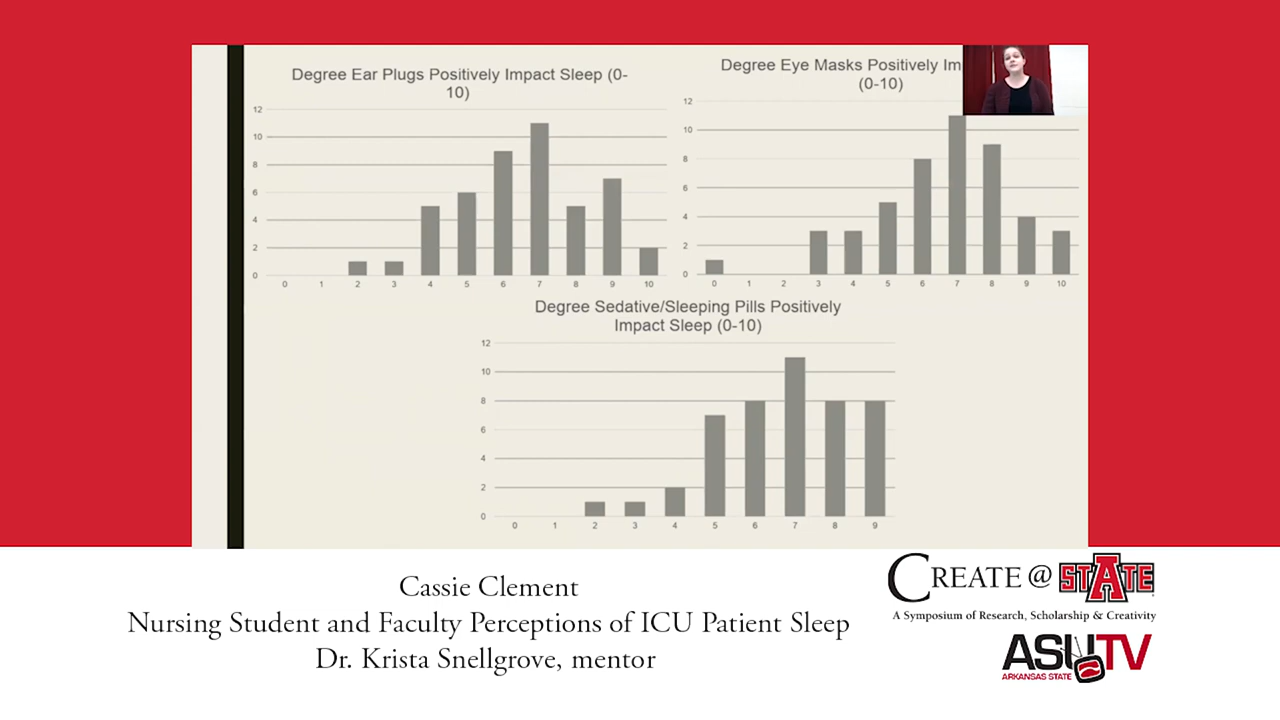 Degree Ear Plugs Positively Impact Sleep (0-
10)
12
10
8
6
4
2
0
0 1 2 3 4 5 6 7 8 9 10
Degree Eye Masks Positively Im
(0-10)
12
10
8
6
4
2
0
0 1 2 3 4 5 6 7 8 9 10
Degree Sedative/Sleeping Pills Positively
Impact Sleep (0-10)
12
10
8
6
4
2
0
0 1 2 3 4 5 6 7 8 9
Cassie Clement
Nursing Student and Faculty Perceptions of ICU Patient Sleep
Dr. Krista Snellgrove, mentor
CREATE @ STATE
A Symposium of Research, Scholarship & Creativity
ASUTV
ARKANSAS STATE